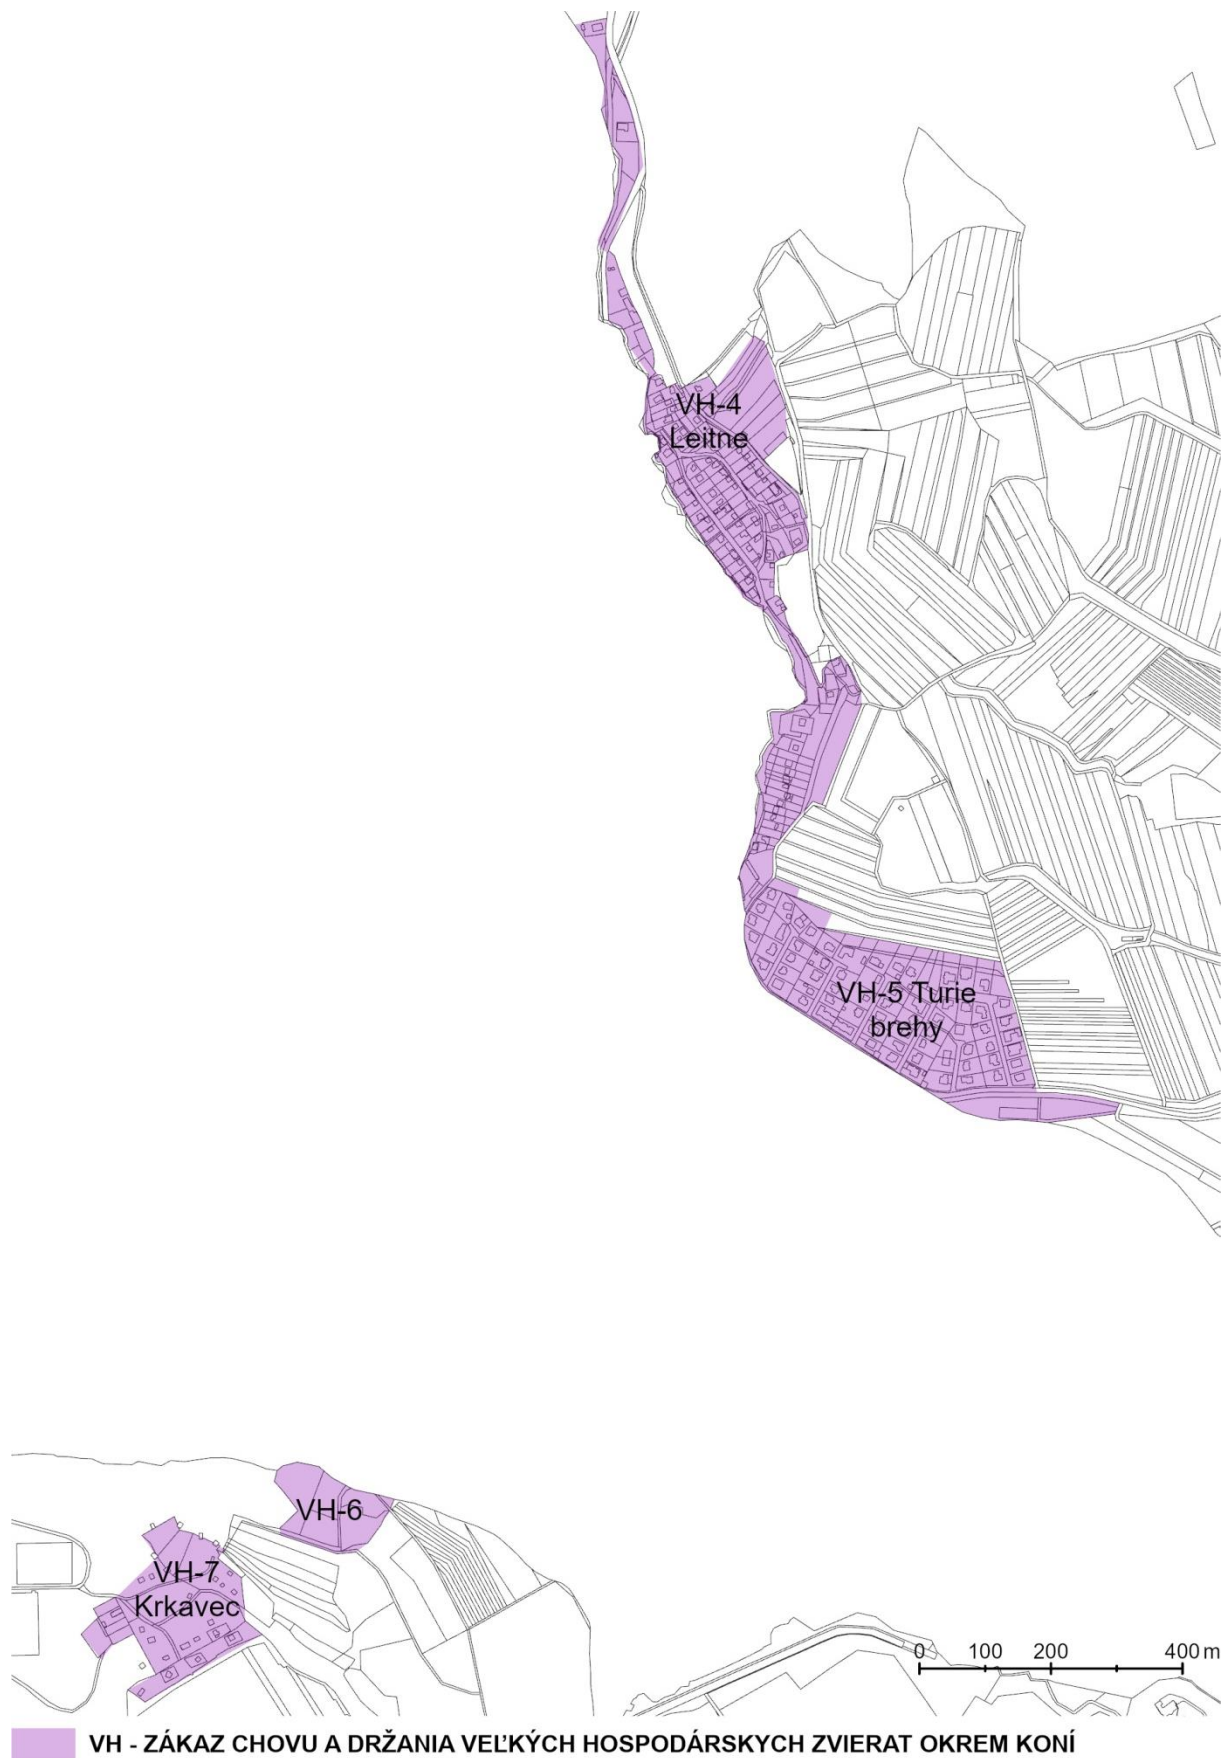 VH-4
Leitne
VH-5 Turie
brehy
VH-6
VH-7
Krkavec
0 100 200 400 m
VH - ZÁKAZ CHOVU A DRŽANIA VEĽKÝCH HOSPODÁRSKYCH ZVIERAT OKREM KONÍ